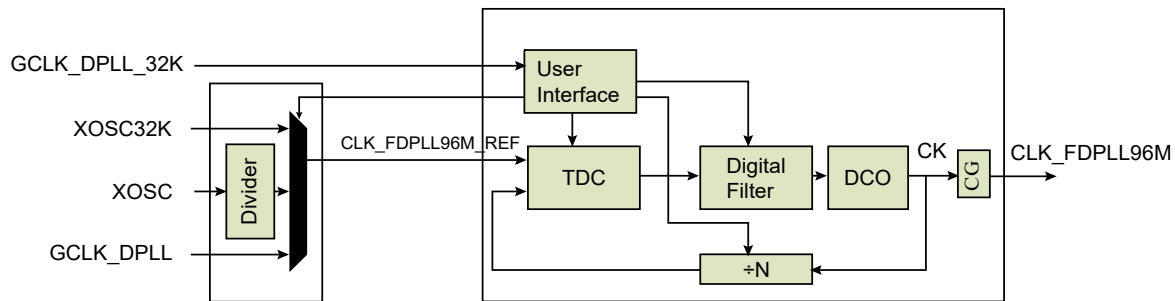 GCLK_DPLL_32K
User
Interface
XOSC32K
CLK_FDPLL96M_REF
CK
CLK_FDPLL96M
XOSC
Divider
TDC
Digital
Filter
DCO
CG
GCLK_DPLL
÷N